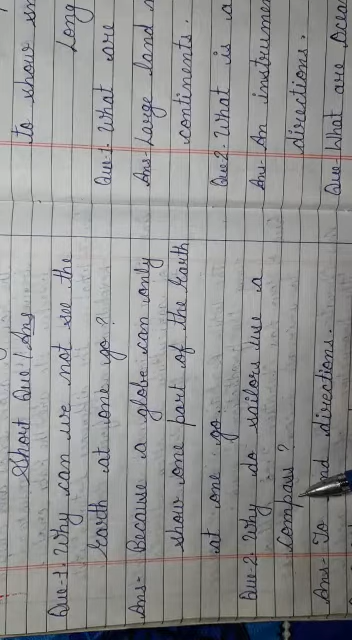 Short Que/Ans
Que-1. Why can we not see the
Earth at one go?
Ans- Because a globe can only
show one part of the Earth
at one go.
Que-2. Why do sailors use a
Compass?
Ans- To directions.
to show
Long
Que-1. What are
Ans- Large land
continents.
Que2. What is a
Ans- An instrument
directions.
Que- What are